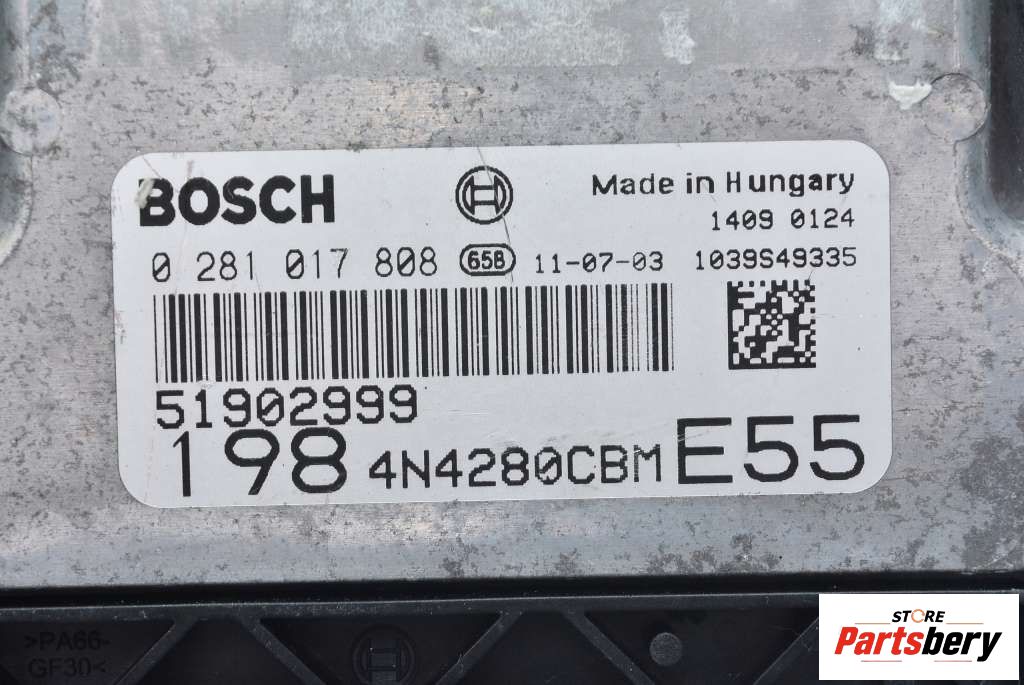 BOSCH
Made in Hungary
1409 0124
0 281 017 808 658 11-07-03 1039S49335
51902999
198 4N4280CBM E55
>PA66-
GF30<
STORE
Partsbery